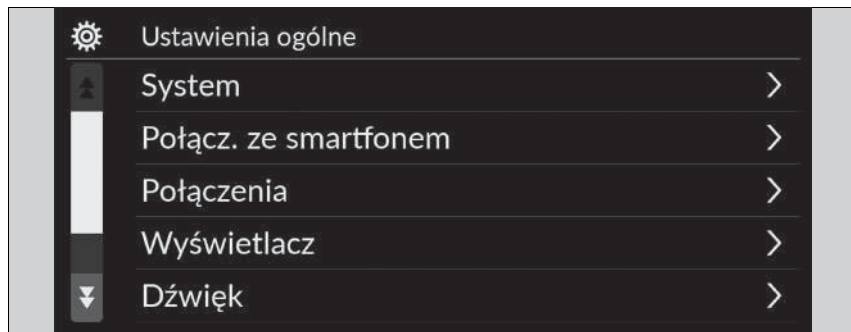 Ustawienia ogólne
System
Połącz. ze smartfonem
Połączenia
Wyświetlacz
Dźwięk